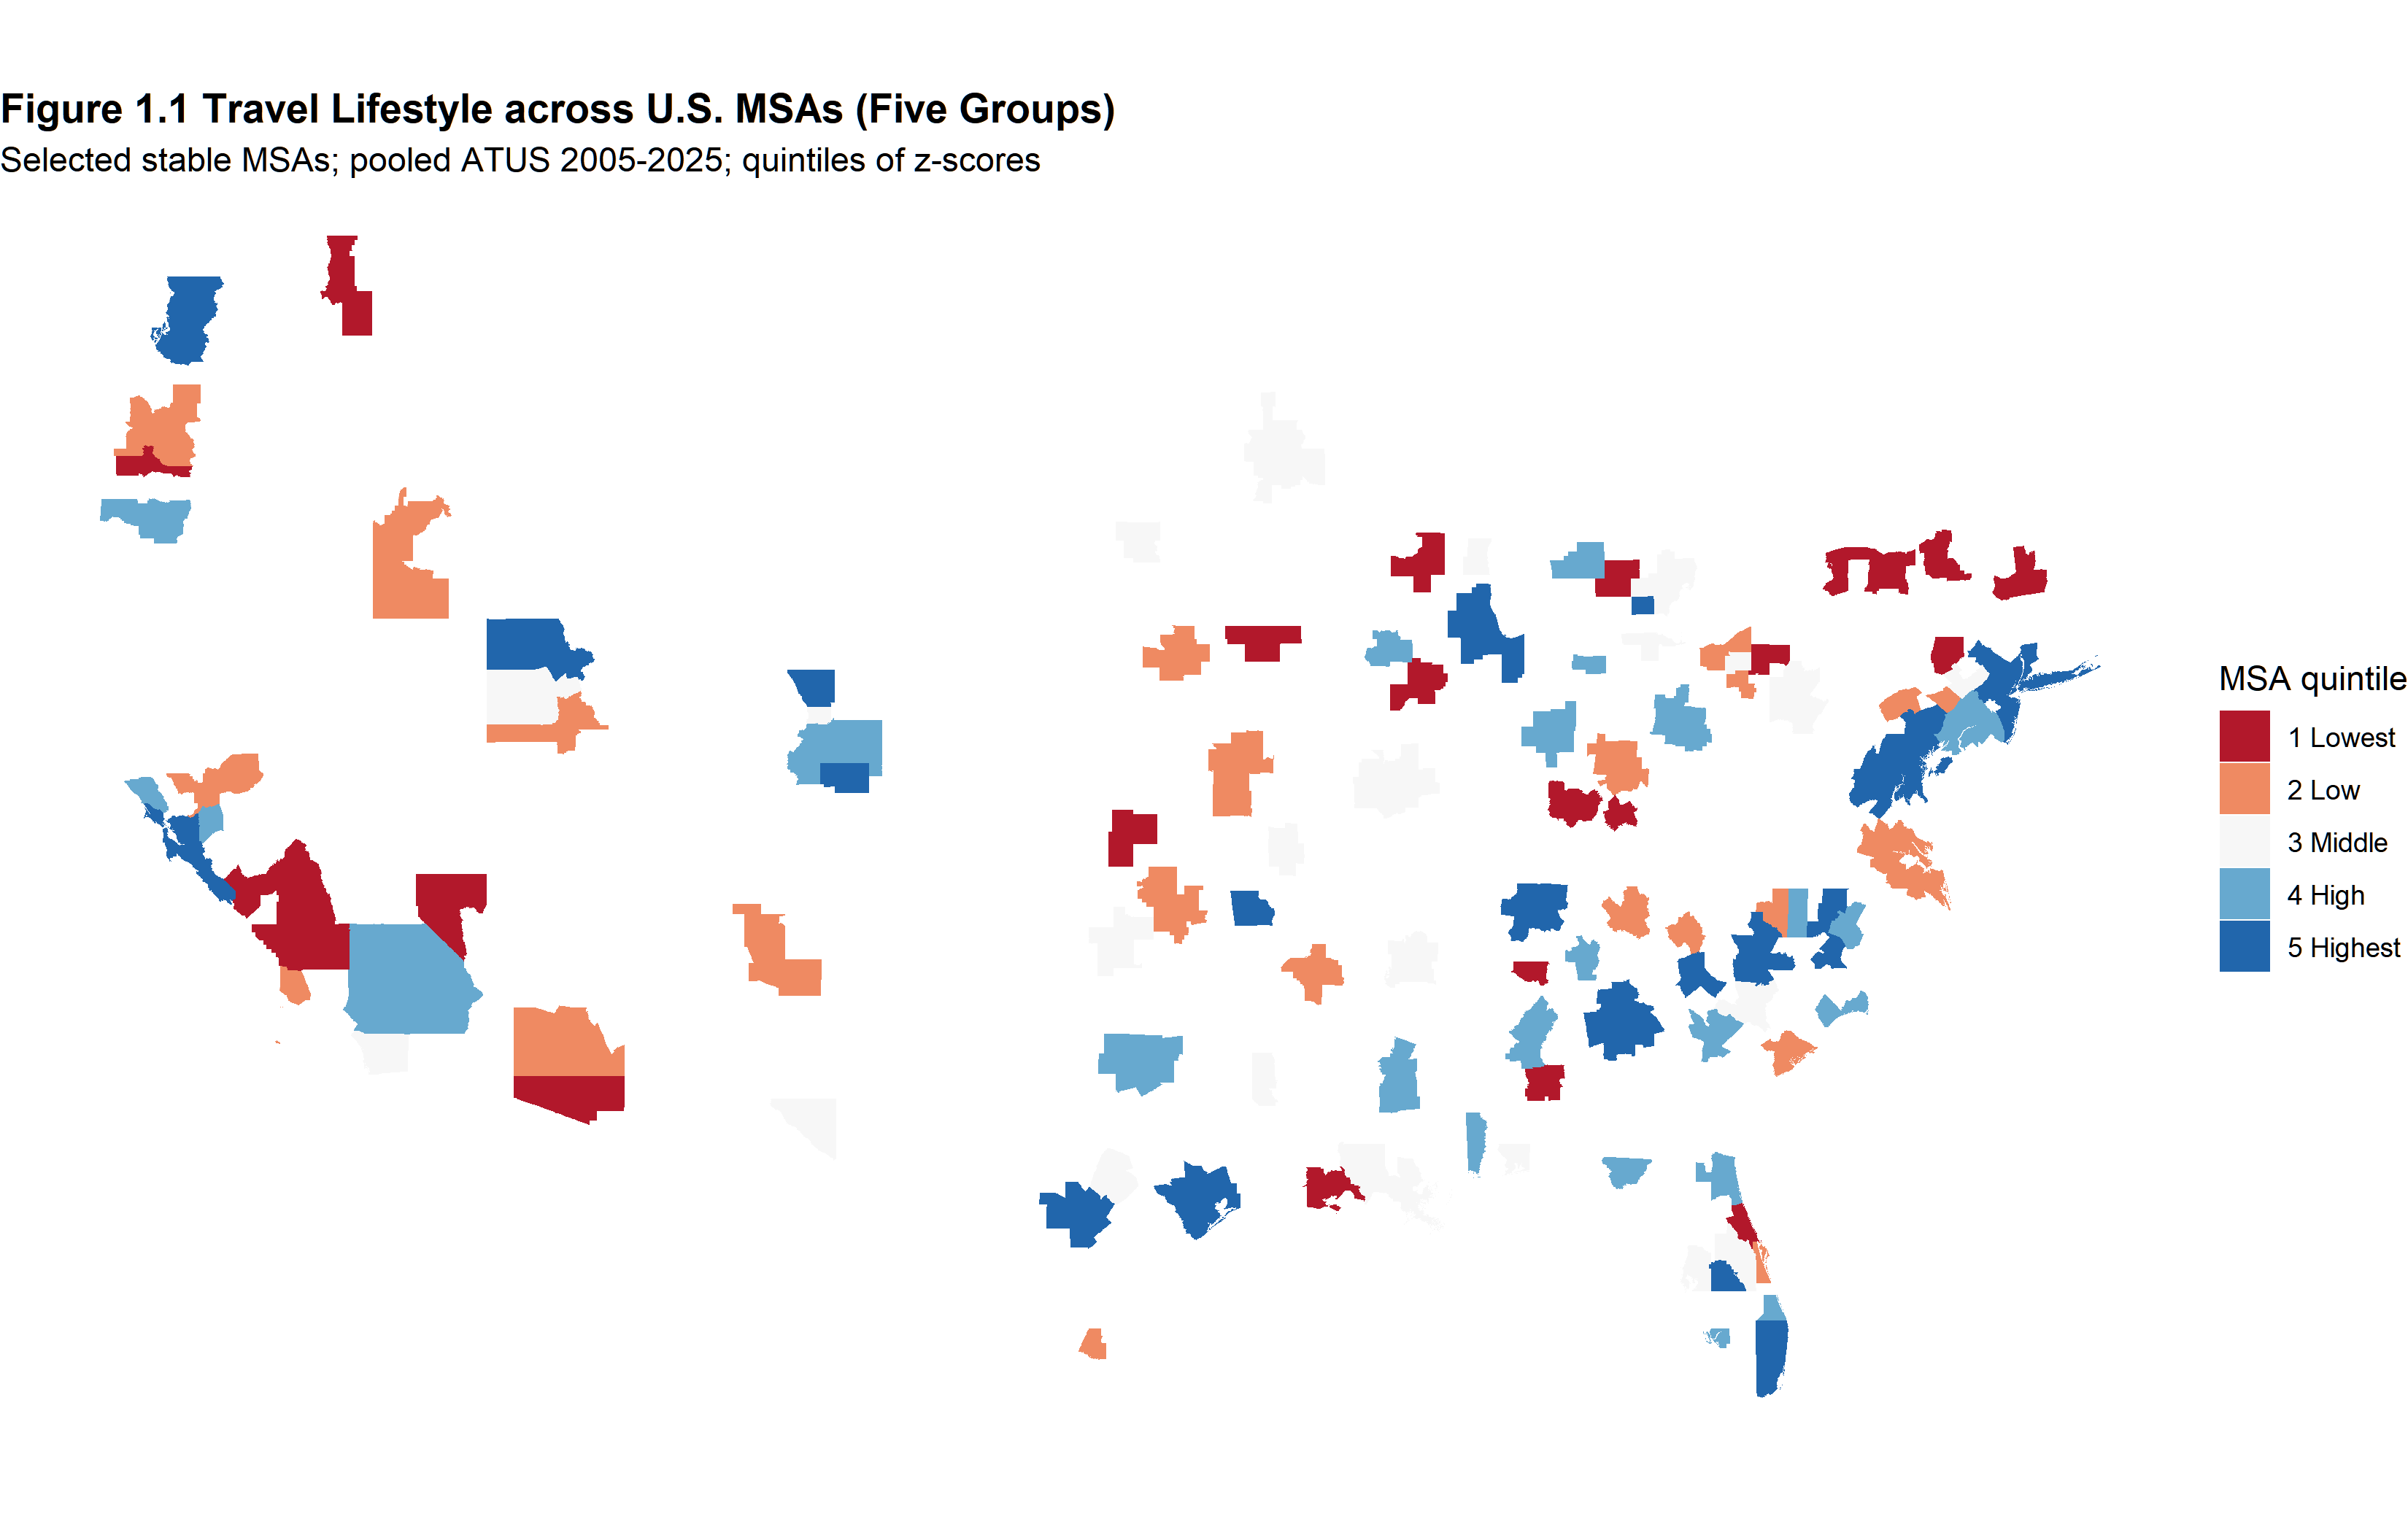 Figure 1.1 Travel Lifestyle across U.S. MSAs (Five Groups)
Selected stable MSAs; pooled ATUS 2005-2025; quintiles of z-scores
MSA quintile
1 Lowest
2 Low
3 Middle
4 High
5 Highest